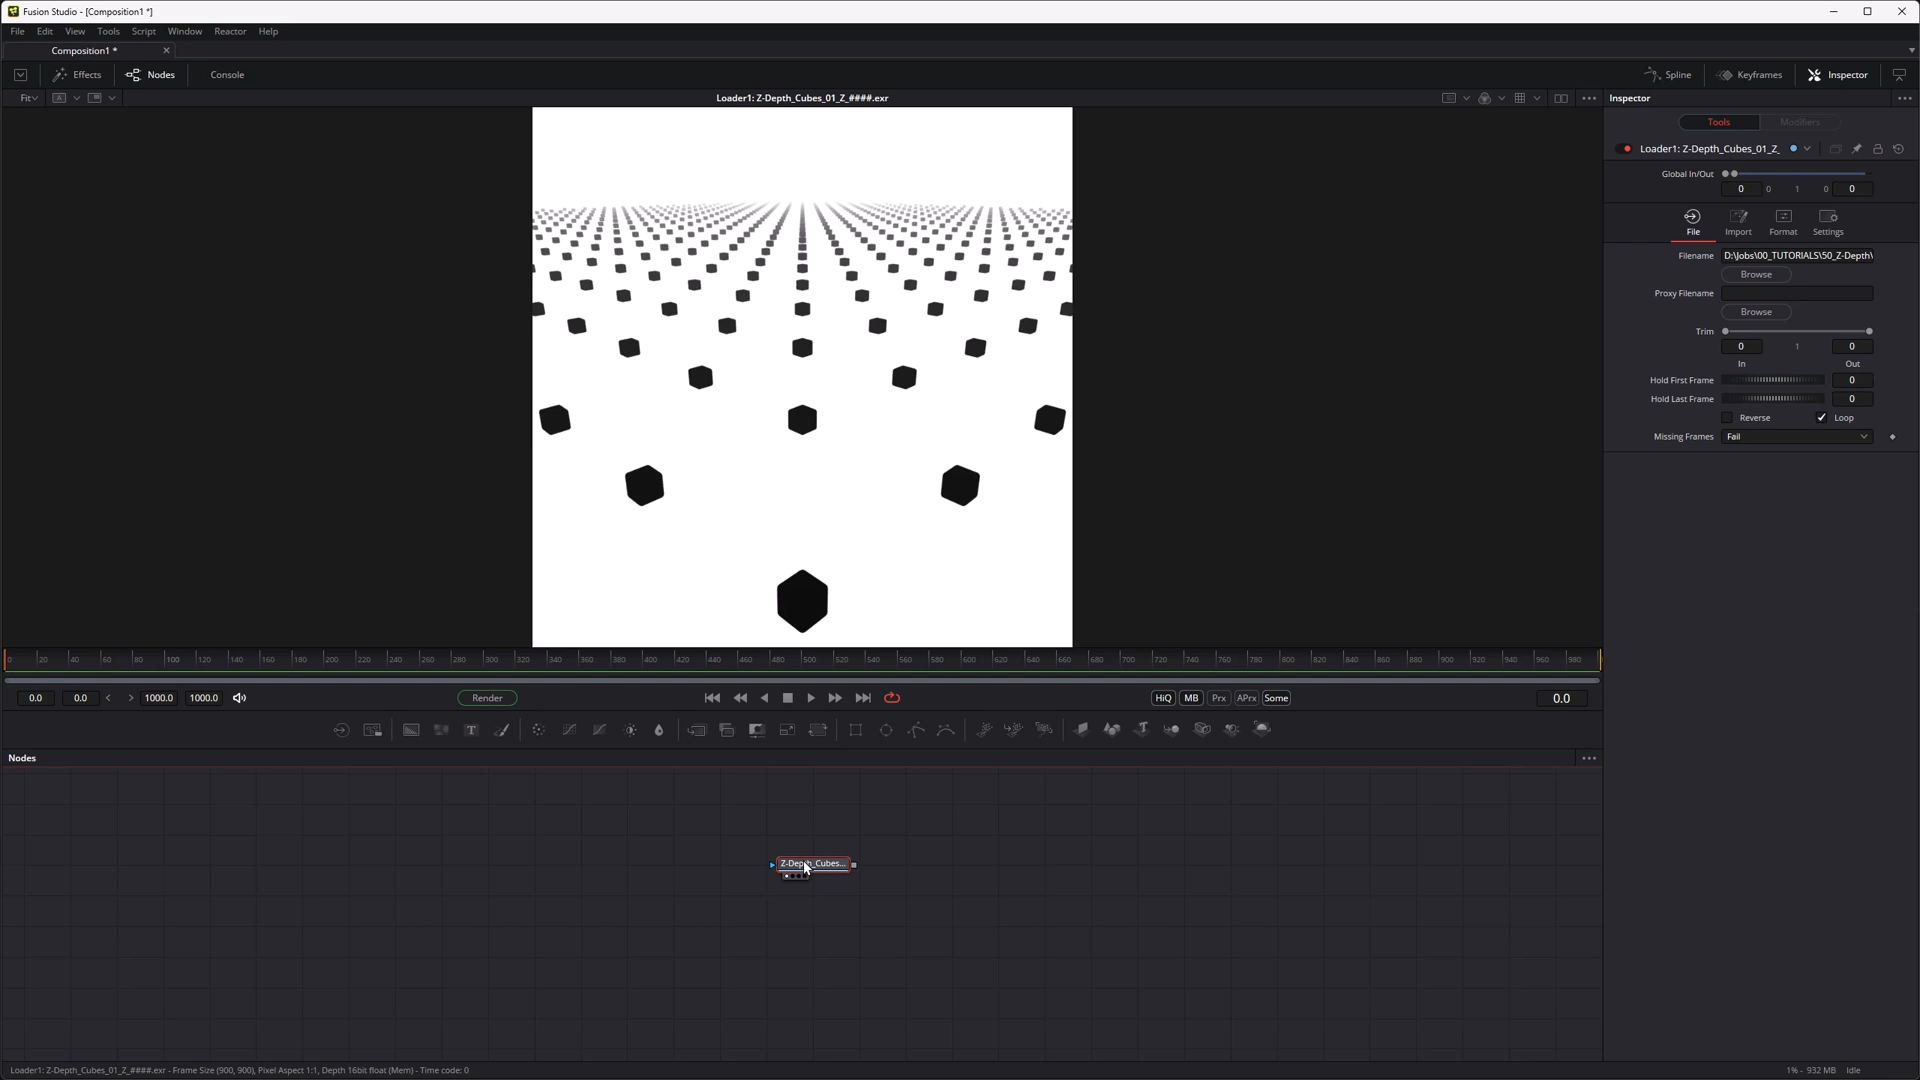 Fusion Studio - [Composition1 *]
File Edit View Tools Script Window Reactor Help
Composition1 *
Effects Nodes Console Spline Keyframes Inspector
Fit A Loader1: Z-Depth_Cubes_01_Z_####.exr Inspector
Tools Modifiers
Loader1: Z-Depth_Cubes_01_Z_
Global In/Out
0 0 1 0 0
File Import Format Settings
Filename D:\Jobs\00_TUTORIALS\50_Z-Depth\
Browse
Proxy Filename
Browse
Trim
0 1 0
In Out
Hold First Frame 0
Hold Last Frame 0
Reverse Loop
Missing Frames Fail
0 20 40 60 80 100 120 140 160 180 200 220 240 260 280 300 320 340 360 380 400 420 440 460 480 500 520 540 560 580 600 620 640 660 680 700 720 740 760 780 800 820 840 860 880 900 920 940 960 980
0.0 0.0 < > 1000.0 1000.0 Render HiQ MB Prx APrx Some 0.0
T
Nodes
Z-Depth_Cubes...
Loader1: Z-Depth_Cubes_01_Z_####.exr - Frame Size (900, 900), Pixel Aspect 1:1, Depth 16bit float (Mem) - Time code: 0 1% - 932 MB Idle